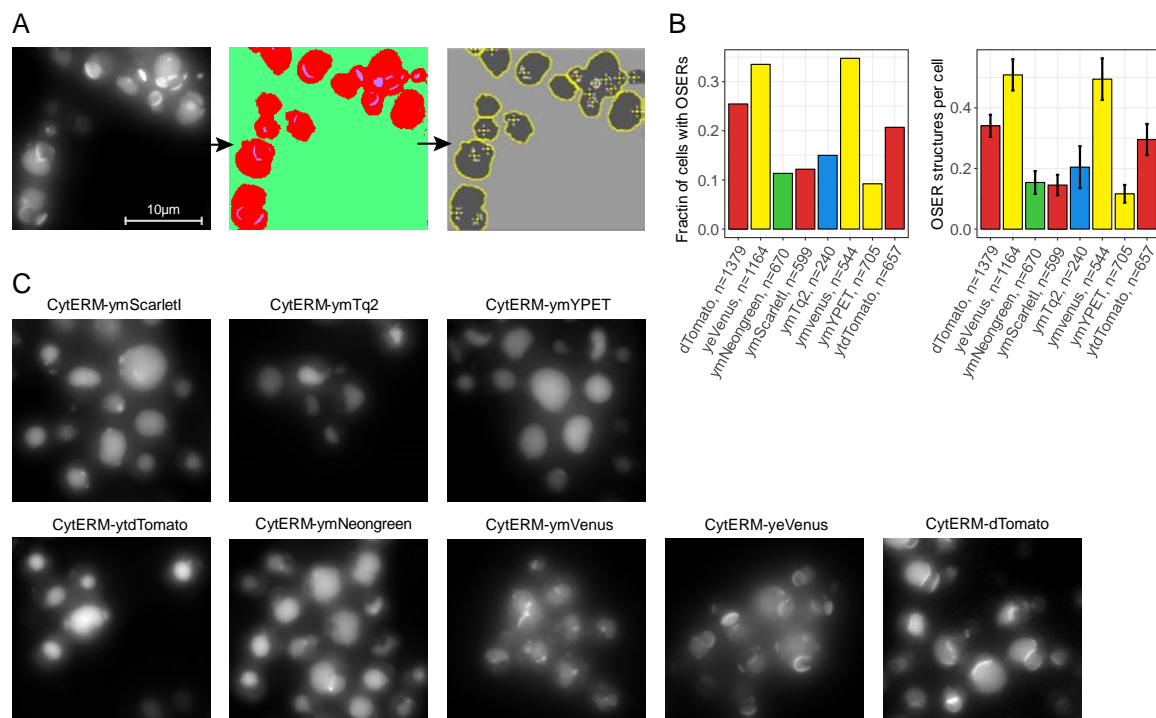 A
10µm
B
Fractin of cells with OSERs
0.3
0.2
0.1
0.0
dTomato, n=1379
yeVenus, n=1164
ymNeongreen, n=670
ymScarletI, n=599
ymTq2, n=240
ymvenus, n=544
ymYPET, n=705
ytdTomato, n=657
OSER structures per cell
0.4
0.2
0.0
dTomato, n=1379
yeVenus, n=1164
ymNeongreen, n=670
ymScarletI, n=599
ymTq2, n=240
ymvenus, n=544
ymYPET, n=705
ytdTomato, n=657
C
CytERM-ymScarletI
CytERM-ymTq2
CytERM-ymYPET
CytERM-ytdTomato
CytERM-ymNeongreen
CytERM-ymVenus
CytERM-yeVenus
CytERM-dTomato